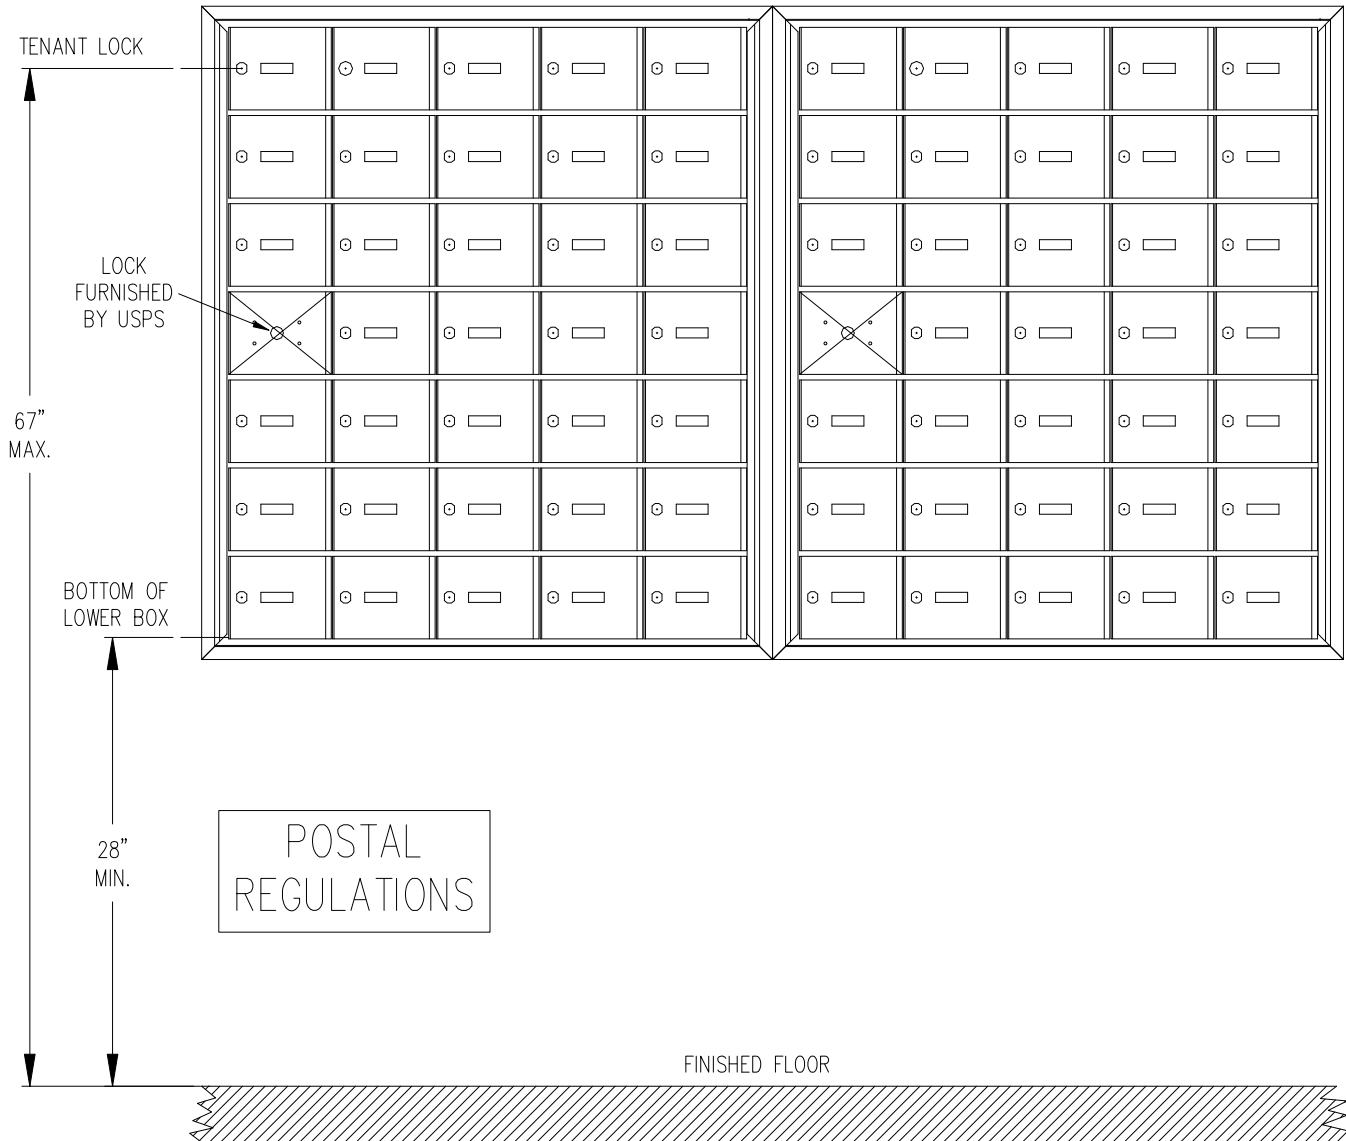 TENANT LOCK
LOCK
FURNISHED
BY USPS
67”
MAX.
BOTTOM OF
LOWER BOX
28”
MIN.
POSTAL
REGULATIONS
FINISHED FLOOR